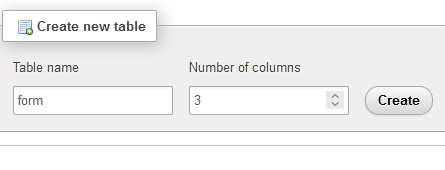 Create new table
Table name Number of columns
form 3 Create